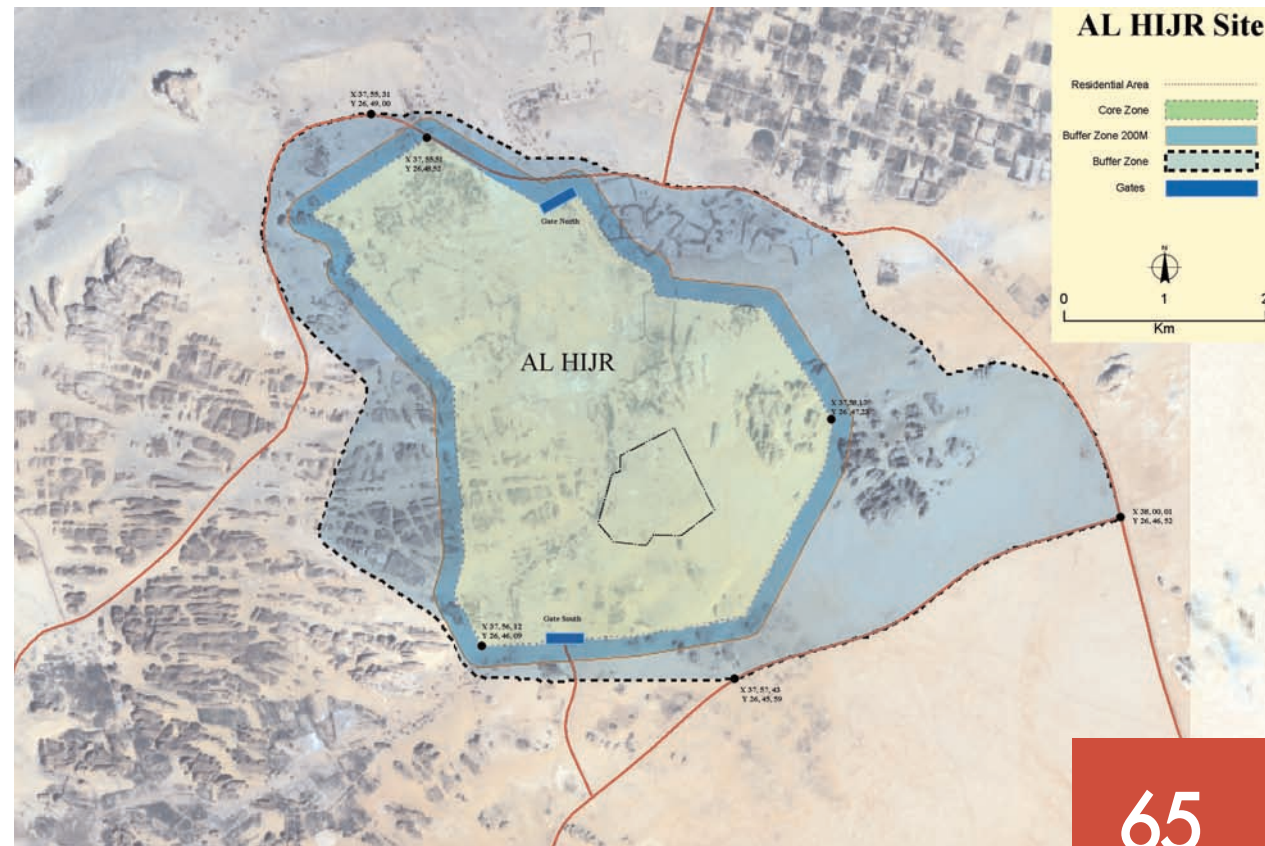 AL HIJR Site
Residential Area
Core Zone
Buffer Zone 200M
Buffer Zone
Gates
N
0 1 2
Km
X 37, 55, 31
Y 26, 49, 00
X 37, 55,51
Y 26,48,52
Gate North
AL HIJR
X 37,58,13
Y 26, 47,23
X 38, 00, 01
Y 26, 46, 52
Gate South
X 37, 56, 12
Y 26, 46, 09
X 37, 57, 43
Y 26, 45, 59
65